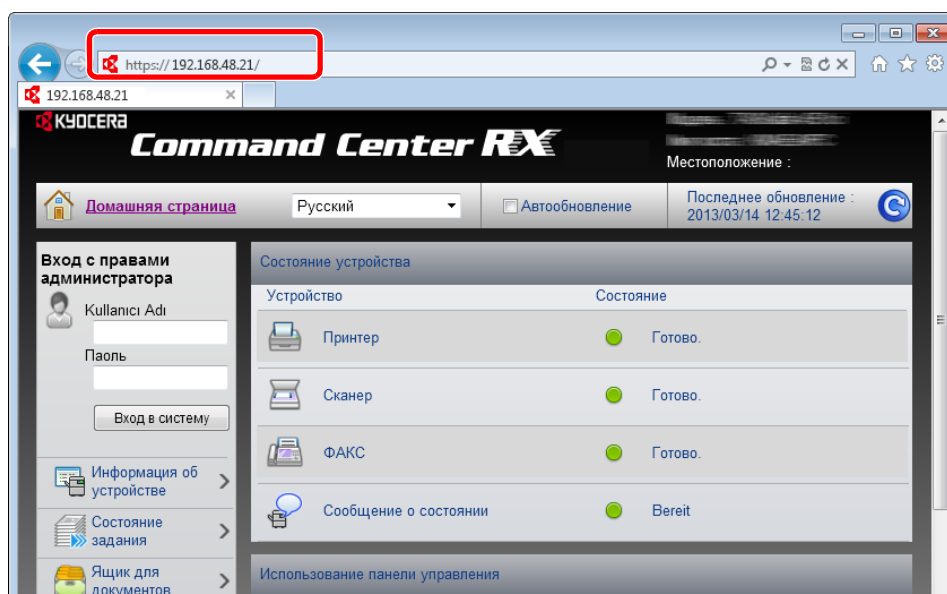 https://192.168.48.21/
192.168.48.21
KYOCERA
Command Center RX
Местоположение :
Домашняя страница
Русский
Автообновление
Последнее обновление :
2013/03/14 12:45:12
Вход с правами
администратора
Kullanıcı Adı
Паоль
Вход в систему
Информация об
устройстве
Состояние
задания
Ящик для
документов
Состояние устройства
Устройство Состояние
Принтер Готово.
Сканер Готово.
ФАКС Готово.
Сообщение о состоянии Bereit
Использование панели управления